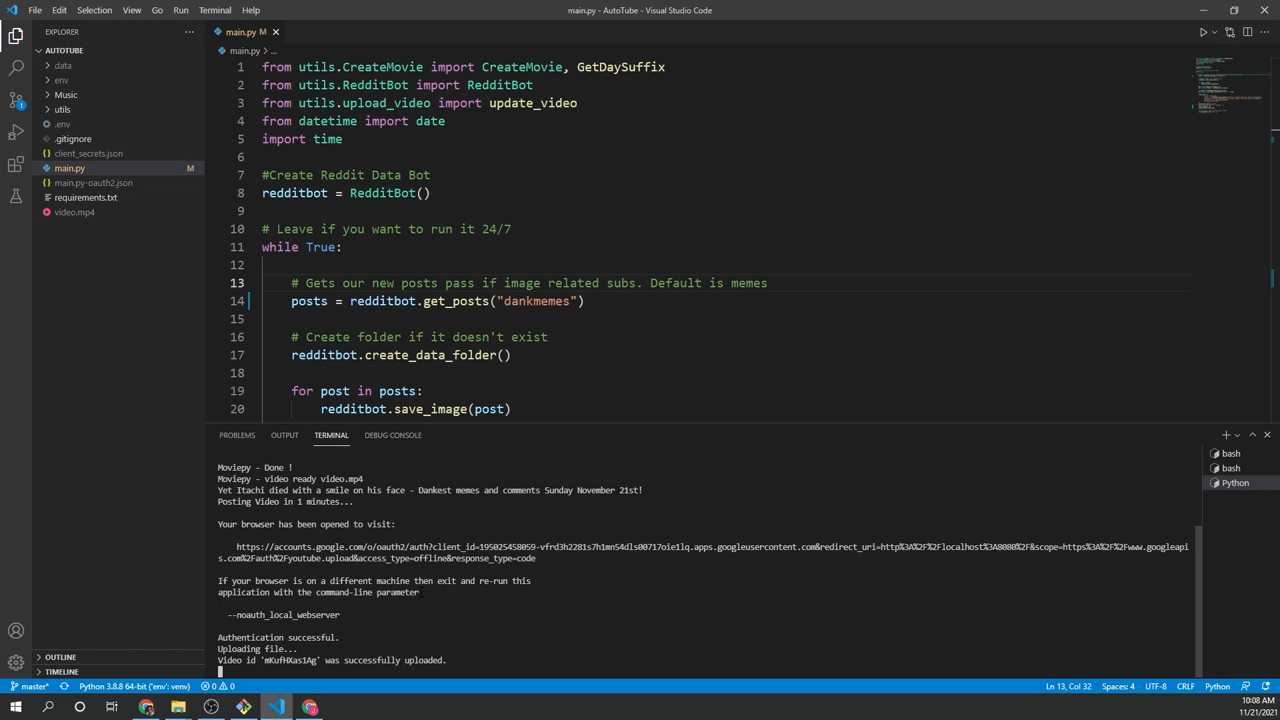 File Edit Selection View Go Run Terminal Help
main.py - AutoTube - Visual Studio Code
EXPLORER
AUTOTUBE
data
env
Music
utils
.env
.gitignore
client_secrets.json
main.py M
main.py-oauth2.json
requirements.txt
video.mp4
OUTLINE
TIMELINE
main.py M
main.py > ...
1 from utils.CreateMovie import CreateMovie, GetDaySuffix
2 from utils.RedditBot import RedditBot
3 from utils.upload_video import update_video
4 from datetime import date
5 import time
6
7 #Create Reddit Data Bot
8 redditbot = RedditBot()
9
10 # Leave if you want to run it 24/7
11 while True:
12
13 # Gets our new posts pass if image related subs. Default is memes
14 posts = redditbot.get_posts("dankmemes")
15
16 # Create folder if it doesn't exist
17 redditbot.create_data_folder()
18
19 for post in posts:
20 redditbot.save_image(post)
PROBLEMS OUTPUT TERMINAL DEBUG CONSOLE
Moviepy - Done !
Moviepy - video ready video.mp4
Yet Itachi died with a smile on his face - Dankest memes and comments Sunday November 21st!
Posting Video in 1 minutes...
Your browser has been opened to visit:
https://accounts.google.com/o/oauth2/auth?client_id=195025458059-vfrd3h2281s7h1mn54dls00717oie1lq.apps.googleusercontent.com&redirect_uri=http%3A%2F%2Flocalhost%3A8080%2F&scope=https%3A%2F%2Fwww.googleapi
s.com%2Fauth%2Fyoutube.upload&access_type=offline&response_type=code
If your browser is on a different machine then exit and re-run this
application with the command-line parameter
--noauth_local_webserver
Authentication successful.
Uploading file...
Video id 'mKufHXas1Ag' was successfully uploaded.
bash
bash
Python
1
master* Python 3.8.8 64-bit ('env': venv) 0 0 Ln 13, Col 32 Spaces: 4 UTF-8 CRLF Python
10:08 AM
11/21/2021